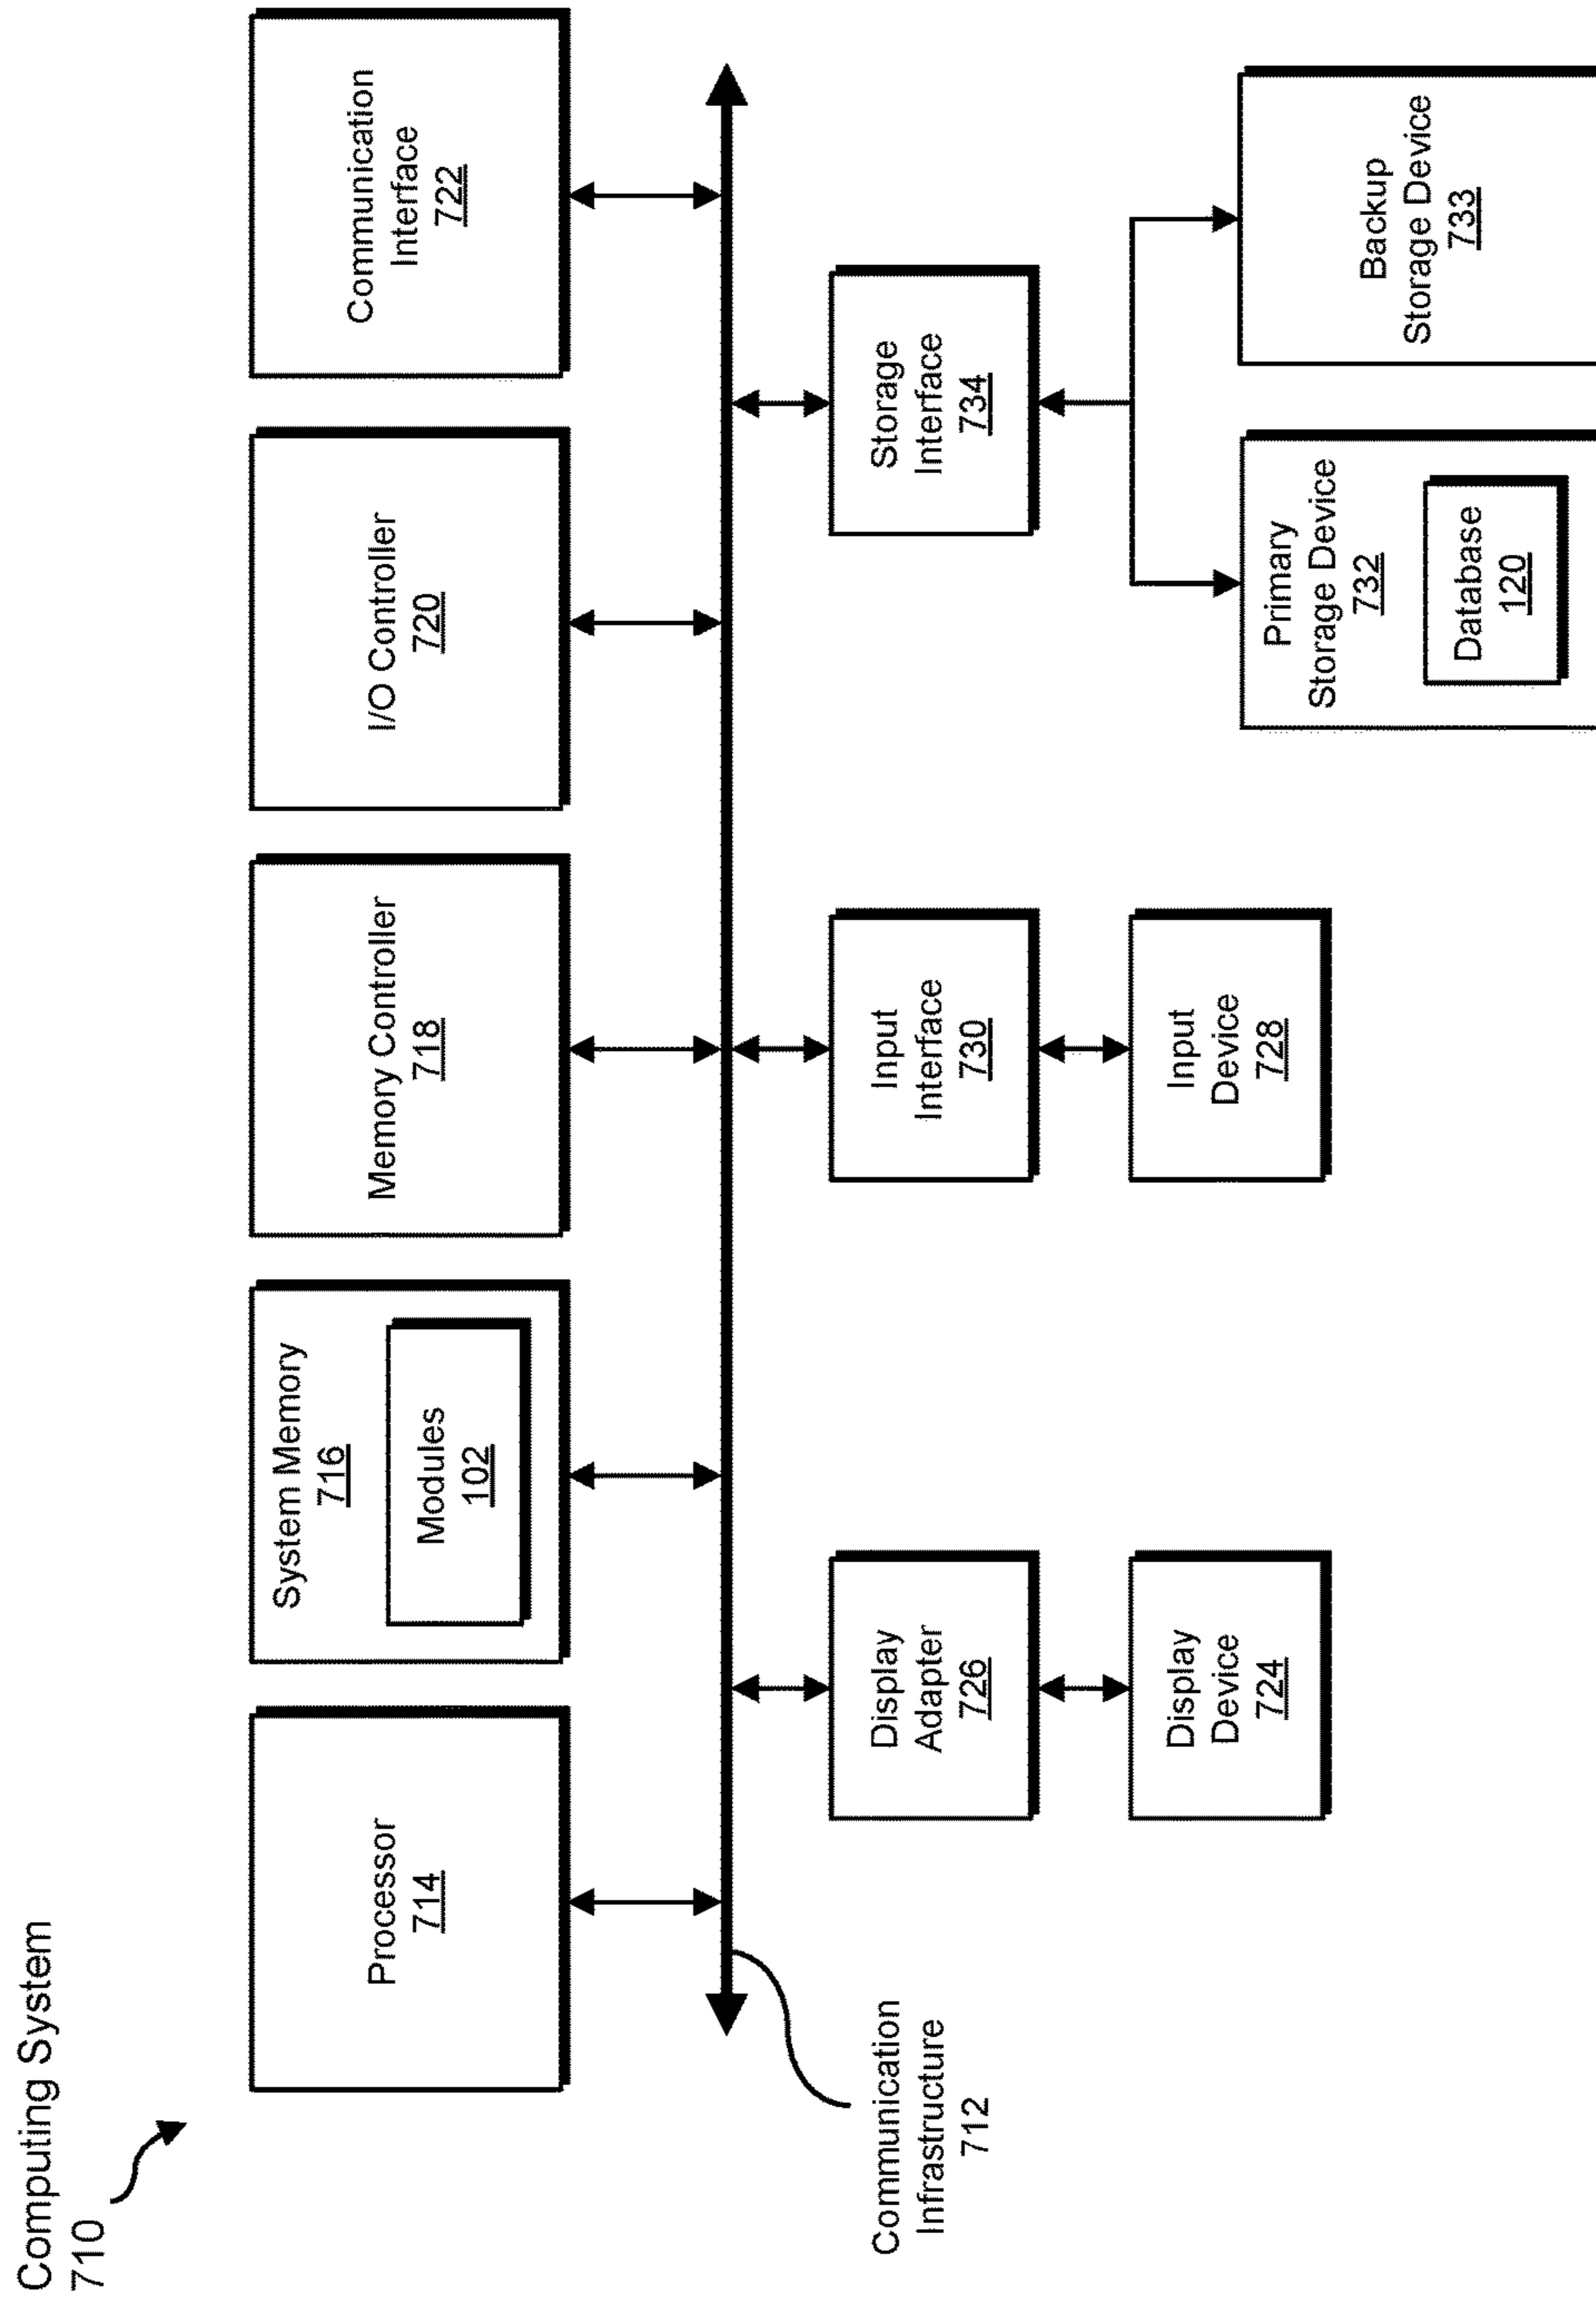 Computing System
710
Processor
714
System Memory
716
Modules
102
Memory Controller
718
I/O Controller
720
Communication
Interface
722
Communication
Infrastructure
712
Display
Adapter
726
Input
Interface
730
Storage
Interface
734
Display
Device
724
Input
Device
728
Primary
Storage Device
732
Database
120
Backup
Storage Device
733